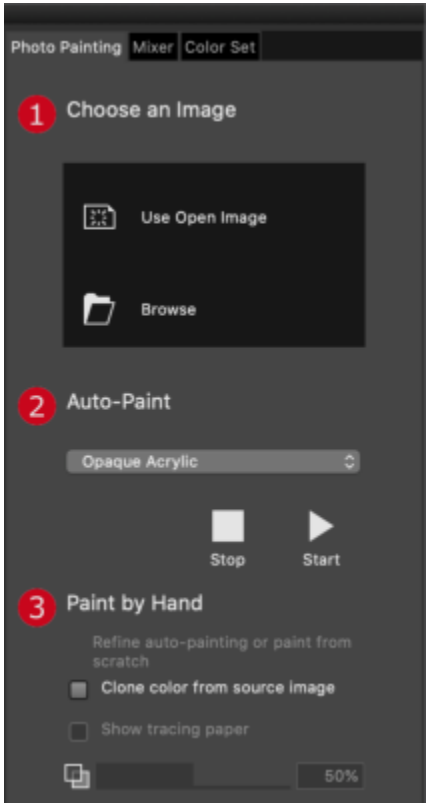 Photo Painting Mixer Color Set
1 Choose an Image
Use Open Image
Browse
2 Auto-Paint
Opaque Acrylic
Stop Start
3 Paint by Hand
Refine auto-painting or paint from
scratch
Clone color from source image
Show tracing paper
50%